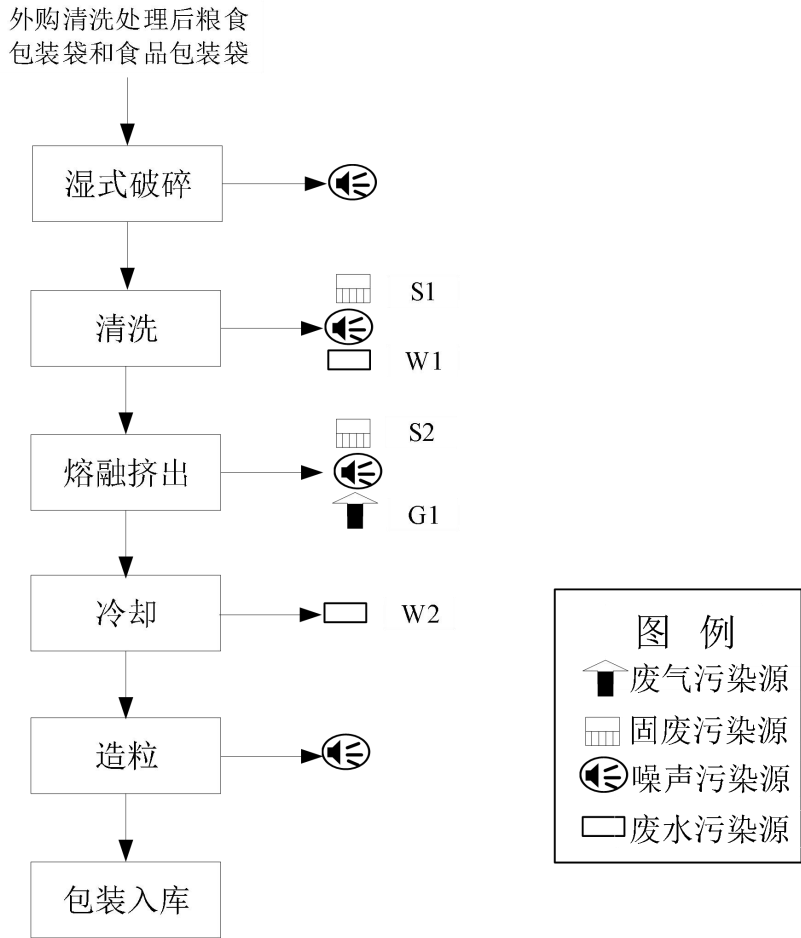 外购清洗处理后粮食
包装袋和食品包装袋
湿式破碎
清洗
S1
W1
熔融挤出
S2
G1
冷却
W2
造粒
包装入库
图 例
废气污染源
固废污染源
噪声污染源
废水污染源